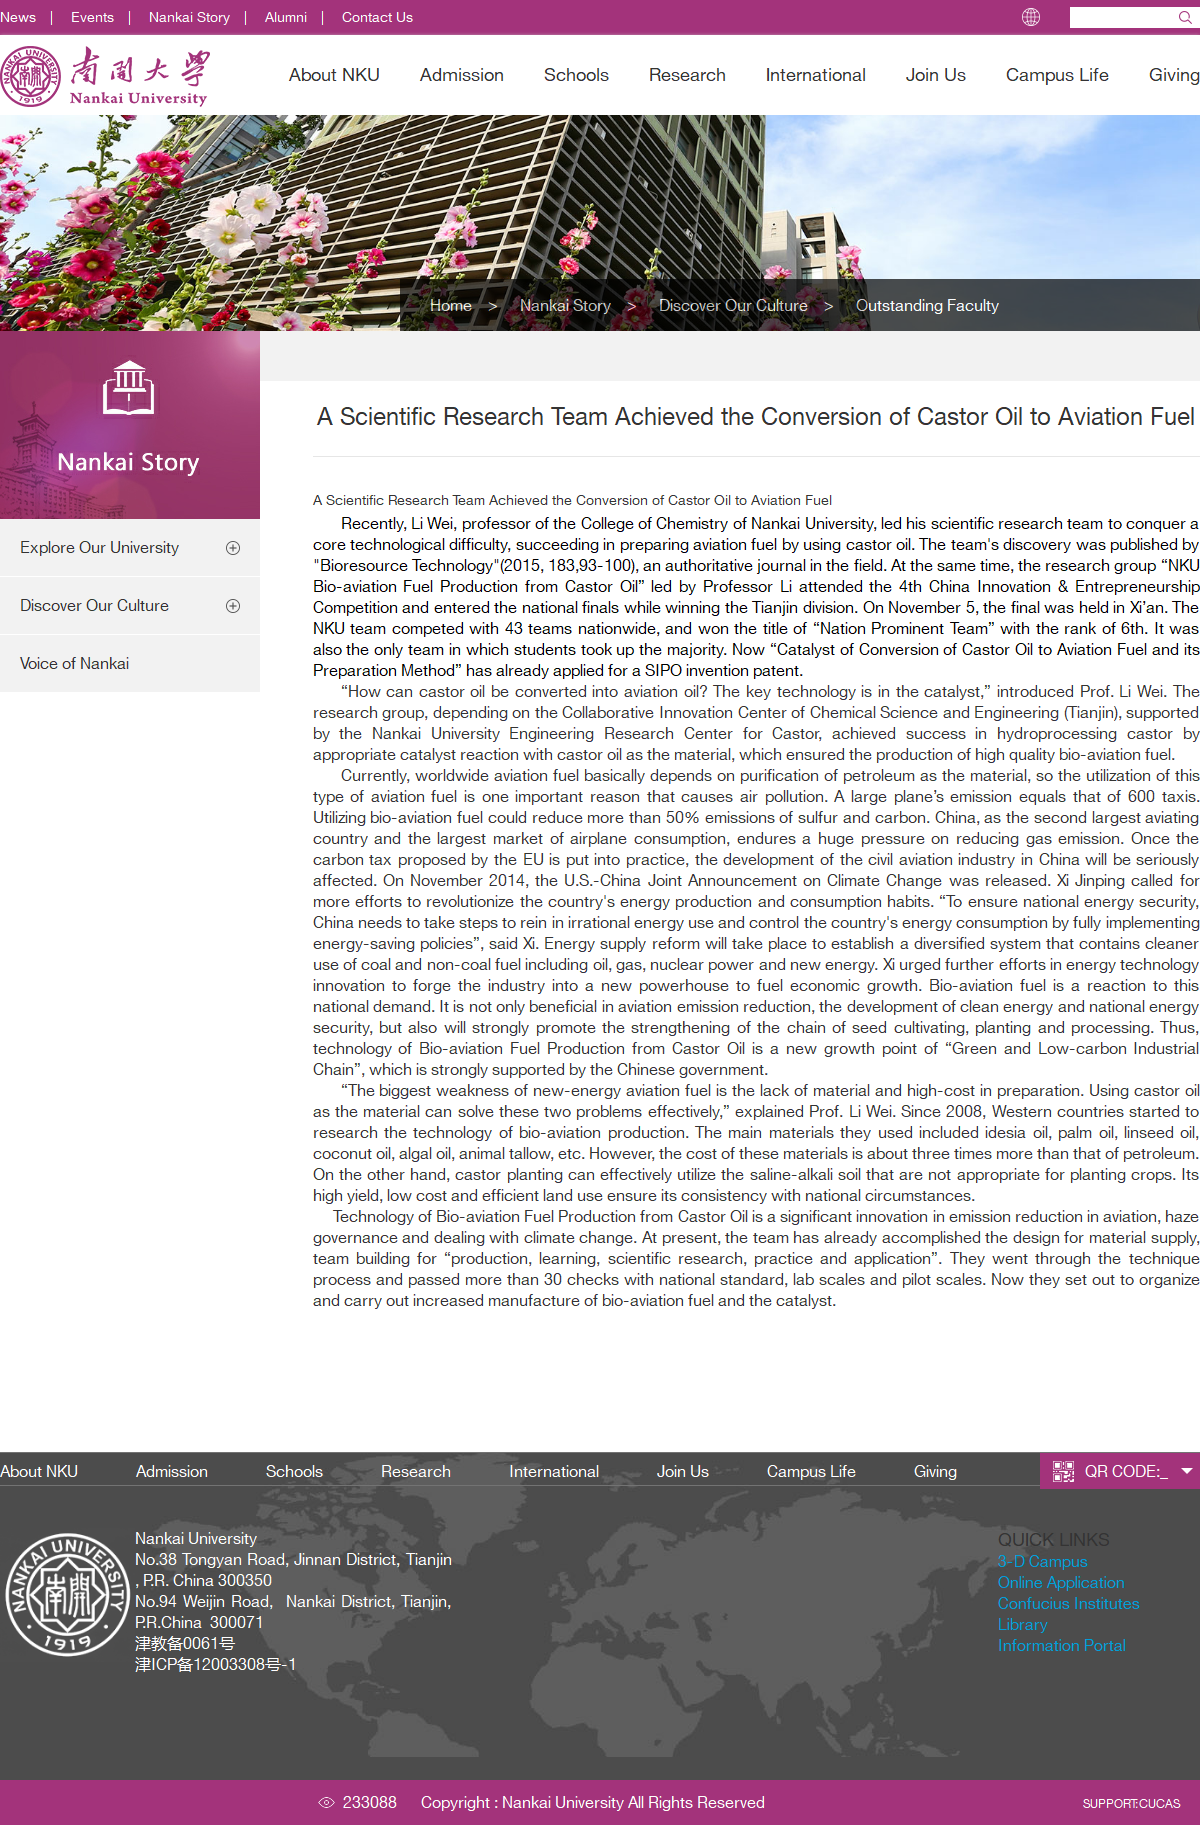 News | Events | Nankai Story | Alumni | Contact Us
NANKAI UNIVERSITY 1919
南開大學
Nankai University
About NKU Admission Schools Research International Join Us Campus Life Giving
Home > Nankai Story > Discover Our Culture > Outstanding Faculty
Nankai Story
Explore Our University
Discover Our Culture
Voice of Nankai
A Scientific Research Team Achieved the Conversion of Castor Oil to Aviation Fuel
A Scientific Research Team Achieved the Conversion of Castor Oil to Aviation Fuel
Recently, Li Wei, professor of the College of Chemistry of Nankai University, led his scientific research team to conquer a
core technological difficulty, succeeding in preparing aviation fuel by using castor oil. The team's discovery was published by
"Bioresource Technology"(2015, 183,93-100), an authoritative journal in the field. At the same time, the research group “NKU
Bio-aviation Fuel Production from Castor Oil” led by Professor Li attended the 4th China Innovation & Entrepreneurship
Competition and entered the national finals while winning the Tianjin division. On November 5, the final was held in Xi’an. The
NKU team competed with 43 teams nationwide, and won the title of “Nation Prominent Team” with the rank of 6th. It was
also the only team in which students took up the majority. Now “Catalyst of Conversion of Castor Oil to Aviation Fuel and its
Preparation Method” has already applied for a SIPO invention patent.
“How can castor oil be converted into aviation oil? The key technology is in the catalyst,” introduced Prof. Li Wei. The
research group, depending on the Collaborative Innovation Center of Chemical Science and Engineering (Tianjin), supported
by the Nankai University Engineering Research Center for Castor, achieved success in hydroprocessing castor by
appropriate catalyst reaction with castor oil as the material, which ensured the production of high quality bio-aviation fuel.
Currently, worldwide aviation fuel basically depends on purification of petroleum as the material, so the utilization of this
type of aviation fuel is one important reason that causes air pollution. A large plane’s emission equals that of 600 taxis.
Utilizing bio-aviation fuel could reduce more than 50% emissions of sulfur and carbon. China, as the second largest aviating
country and the largest market of airplane consumption, endures a huge pressure on reducing gas emission. Once the
carbon tax proposed by the EU is put into practice, the development of the civil aviation industry in China will be seriously
affected. On November 2014, the U.S.-China Joint Announcement on Climate Change was released. Xi Jinping called for
more efforts to revolutionize the country's energy production and consumption habits. “To ensure national energy security,
China needs to take steps to rein in irrational energy use and control the country's energy consumption by fully implementing
energy-saving policies”, said Xi. Energy supply reform will take place to establish a diversified system that contains cleaner
use of coal and non-coal fuel including oil, gas, nuclear power and new energy. Xi urged further efforts in energy technology
innovation to forge the industry into a new powerhouse to fuel economic growth. Bio-aviation fuel is a reaction to this
national demand. It is not only beneficial in aviation emission reduction, the development of clean energy and national energy
security, but also will strongly promote the strengthening of the chain of seed cultivating, planting and processing. Thus,
technology of Bio-aviation Fuel Production from Castor Oil is a new growth point of “Green and Low-carbon Industrial
Chain”, which is strongly supported by the Chinese government.
“The biggest weakness of new-energy aviation fuel is the lack of material and high-cost in preparation. Using castor oil
as the material can solve these two problems effectively,” explained Prof. Li Wei. Since 2008, Western countries started to
research the technology of bio-aviation production. The main materials they used included idesia oil, palm oil, linseed oil,
coconut oil, algal oil, animal tallow, etc. However, the cost of these materials is about three times more than that of petroleum.
On the other hand, castor planting can effectively utilize the saline-alkali soil that are not appropriate for planting crops. Its
high yield, low cost and efficient land use ensure its consistency with national circumstances.
Technology of Bio-aviation Fuel Production from Castor Oil is a significant innovation in emission reduction in aviation, haze
governance and dealing with climate change. At present, the team has already accomplished the design for material supply,
team building for “production, learning, scientific research, practice and application”. They went through the technique
process and passed more than 30 checks with national standard, lab scales and pilot scales. Now they set out to organize
and carry out increased manufacture of bio-aviation fuel and the catalyst.
About NKU Admission Schools Research International Join Us Campus Life Giving QR CODE:_
NANKAI UNIVERSITY 南開 1919
Nankai University
No.38 Tongyan Road, Jinnan District, Tianjin
, P.R. China 300350
No.94 Weijin Road, Nankai District, Tianjin,
P.R.China 300071
津教备0061号
津ICP备12003308号-1
QUICK LINKS
3-D Campus
Online Application
Confucius Institutes
Library
Information Portal
233088 Copyright : Nankai University All Rights Reserved SUPPORT:CUCAS